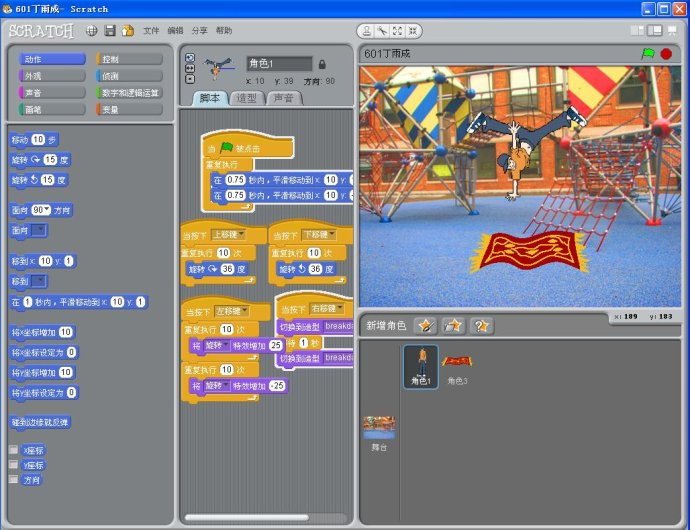 601丁雨成- Scratch
SCRATCH 文件 编辑 分享 帮助
动作 控制
外观 侦测
声音 数字和逻辑运算
画笔 变量
角色1
x: 10 y: 39 方向: 90
脚本 造型 声音
601丁雨成
移动 10 步
旋转 15 度
旋转 15 度
面向 90 方向
面向
移到 x: 10 y: 1
移到
在 1 秒内，平滑移动到 x: 10 y: 1
将x坐标增加 10
将x坐标设定为 0
将y坐标增加 10
将y坐标设定为 0
碰到边缘就反弹
x座标
y座标
方向
当 被点击
重复执行
在 0.75 秒内，平滑移动到 x: 10 y:
在 0.75 秒内，平滑移动到 x: 10 y:
当按下 上移键
重复执行 10 次
旋转 36 度
当按下 下移键
重复执行 10 次
旋转 36 度
当按下 左移键
重复执行 10 次
将 旋转 特效增加 25
重复执行 10 次
将 旋转 特效增加 -25
当按下 右移键
切换到造型 breakda
等待 1 秒
切换到造型 breakda
x: 189 y: 183
新增角色
角色1
角色3
舞台